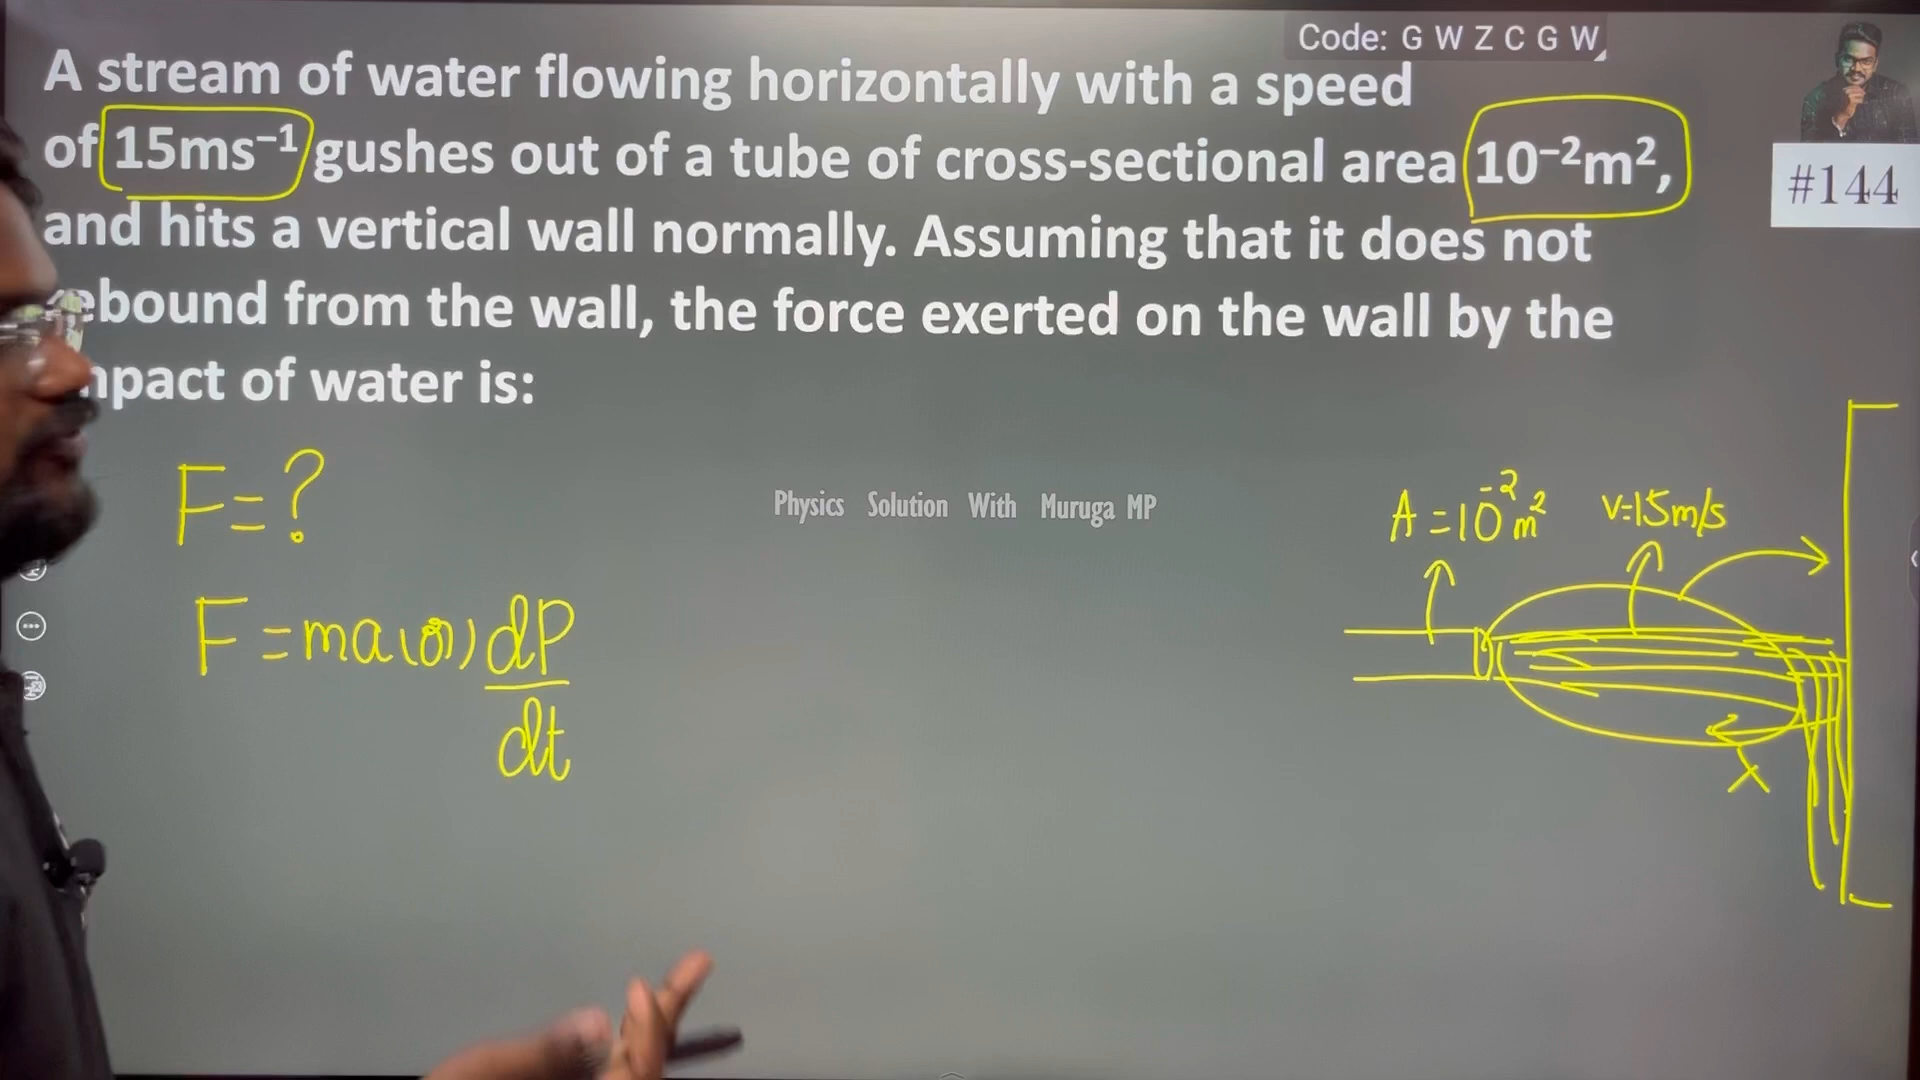 Code: G W Z C G W
A stream of water flowing horizontally with a speed
of 15ms⁻¹ gushes out of a tube of cross-sectional area 10⁻²m²,
#144
and hits a vertical wall normally. Assuming that it does not
ebound from the wall, the force exerted on the wall by the
pact of water is:
F=?
Physics Solution With Muruga MP
A=10⁻²m² v=15m/s
F=ma(or) dP
dt
x